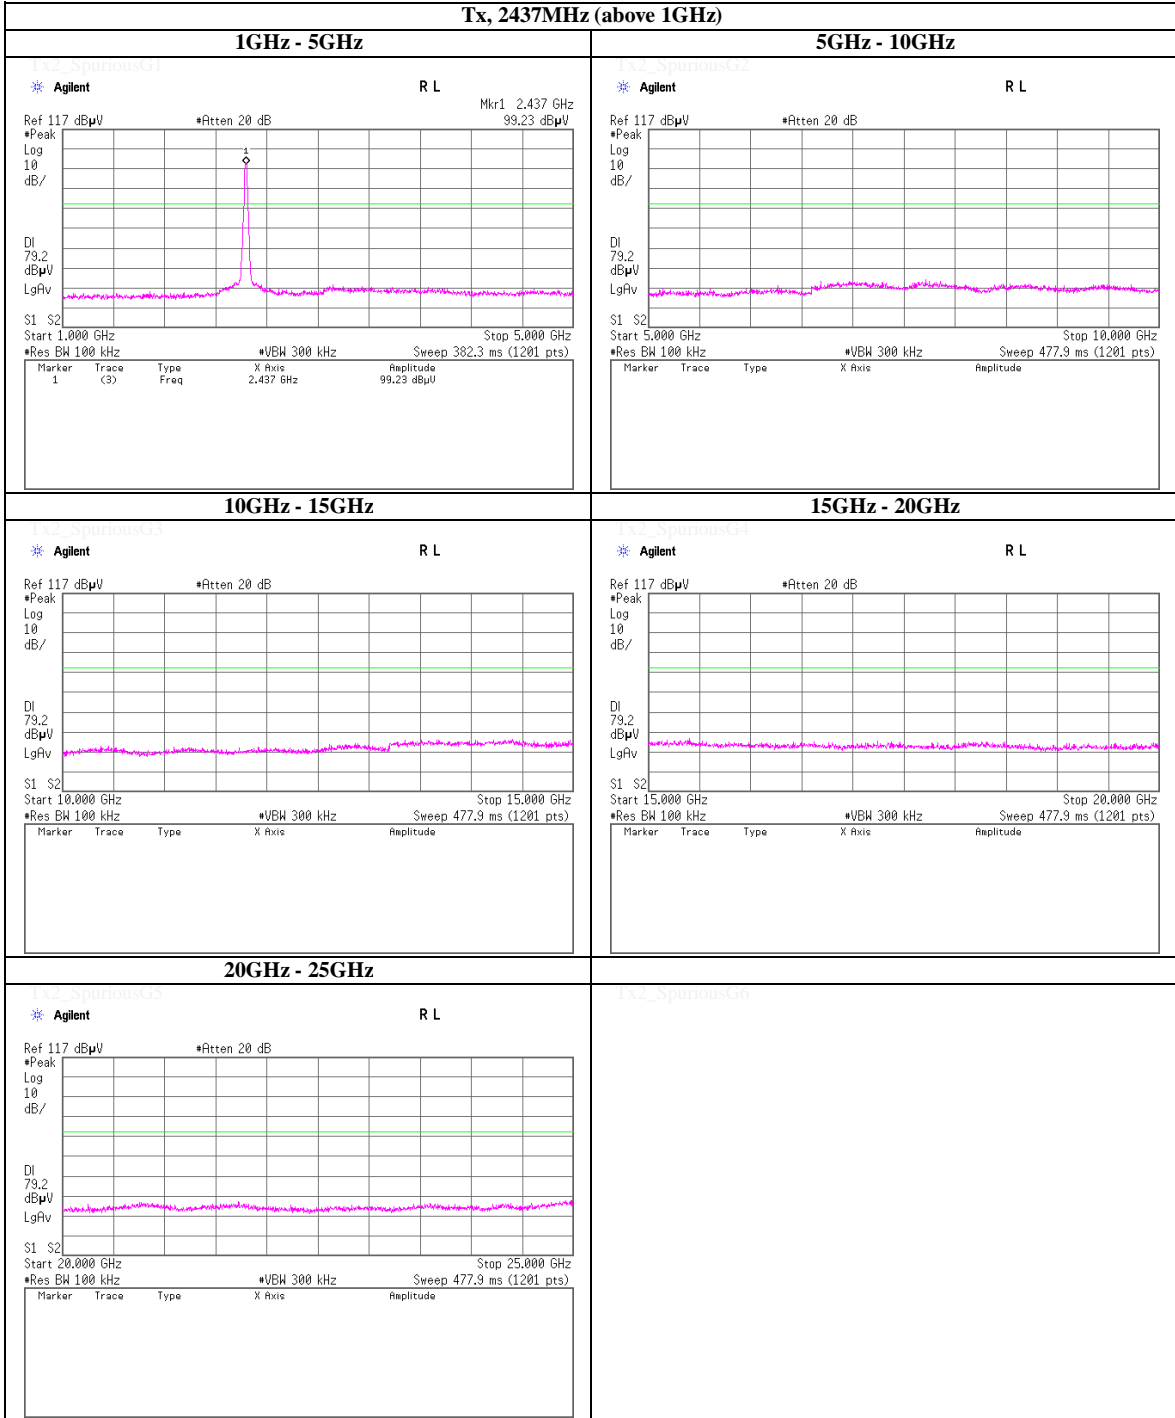 Tx, 2437MHz (above 1GHz)
1GHz - 5GHz
Tx2_SpuriousG1
Agilent R L
Mkr1 2.437 GHz
Ref 117 dBµV #Atten 20 dB 99.23 dBµV
#Peak
Log
10
dB/
1
DI
79.2
dBµV
LgAv
S1 S2
Start 1.000 GHz Stop 5.000 GHz
#Res BW 100 kHz #VBW 300 kHz Sweep 382.3 ms (1201 pts)
Marker Trace Type X Axis Amplitude
1 (3) Freq 2.437 GHz 99.23 dBµV
5GHz - 10GHz
Tx2_SpuriousG2
Agilent R L
Ref 117 dBµV #Atten 20 dB
#Peak
Log
10
dB/
DI
79.2
dBµV
LgAv
S1 S2
Start 5.000 GHz Stop 10.000 GHz
#Res BW 100 kHz #VBW 300 kHz Sweep 477.9 ms (1201 pts)
Marker Trace Type X Axis Amplitude
10GHz - 15GHz
Tx2_SpuriousG3
Agilent R L
Ref 117 dBµV #Atten 20 dB
#Peak
Log
10
dB/
DI
79.2
dBµV
LgAv
S1 S2
Start 10.000 GHz Stop 15.000 GHz
#Res BW 100 kHz #VBW 300 kHz Sweep 477.9 ms (1201 pts)
Marker Trace Type X Axis Amplitude
15GHz - 20GHz
Tx2_SpuriousG4
Agilent R L
Ref 117 dBµV #Atten 20 dB
#Peak
Log
10
dB/
DI
79.2
dBµV
LgAv
S1 S2
Start 15.000 GHz Stop 20.000 GHz
#Res BW 100 kHz #VBW 300 kHz Sweep 477.9 ms (1201 pts)
Marker Trace Type X Axis Amplitude
20GHz - 25GHz
Tx2_SpuriousG5
Agilent R L
Ref 117 dBµV #Atten 20 dB
#Peak
Log
10
dB/
DI
79.2
dBµV
LgAv
S1 S2
Start 20.000 GHz Stop 25.000 GHz
#Res BW 100 kHz #VBW 300 kHz Sweep 477.9 ms (1201 pts)
Marker Trace Type X Axis Amplitude
Tx2_SpuriousG6